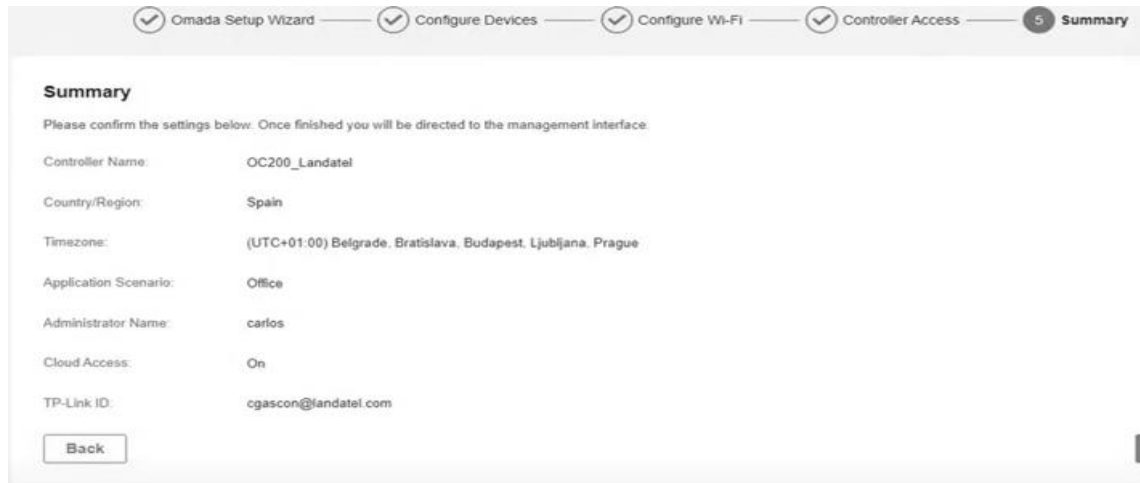 Omada Setup Wizard Configure Devices Configure Wi-Fi Controller Access 5 Summary
Summary
Please confirm the settings below. Once finished you will be directed to the management interface.
Controller Name: OC200_Landatel
Country/Region: Spain
Timezone: (UTC+01:00) Belgrade, Bratislava, Budapest, Ljubljana, Prague
Application Scenario: Office
Administrator Name: carlos
Cloud Access: On
TP-Link ID: cgascon@landatel.com
Back